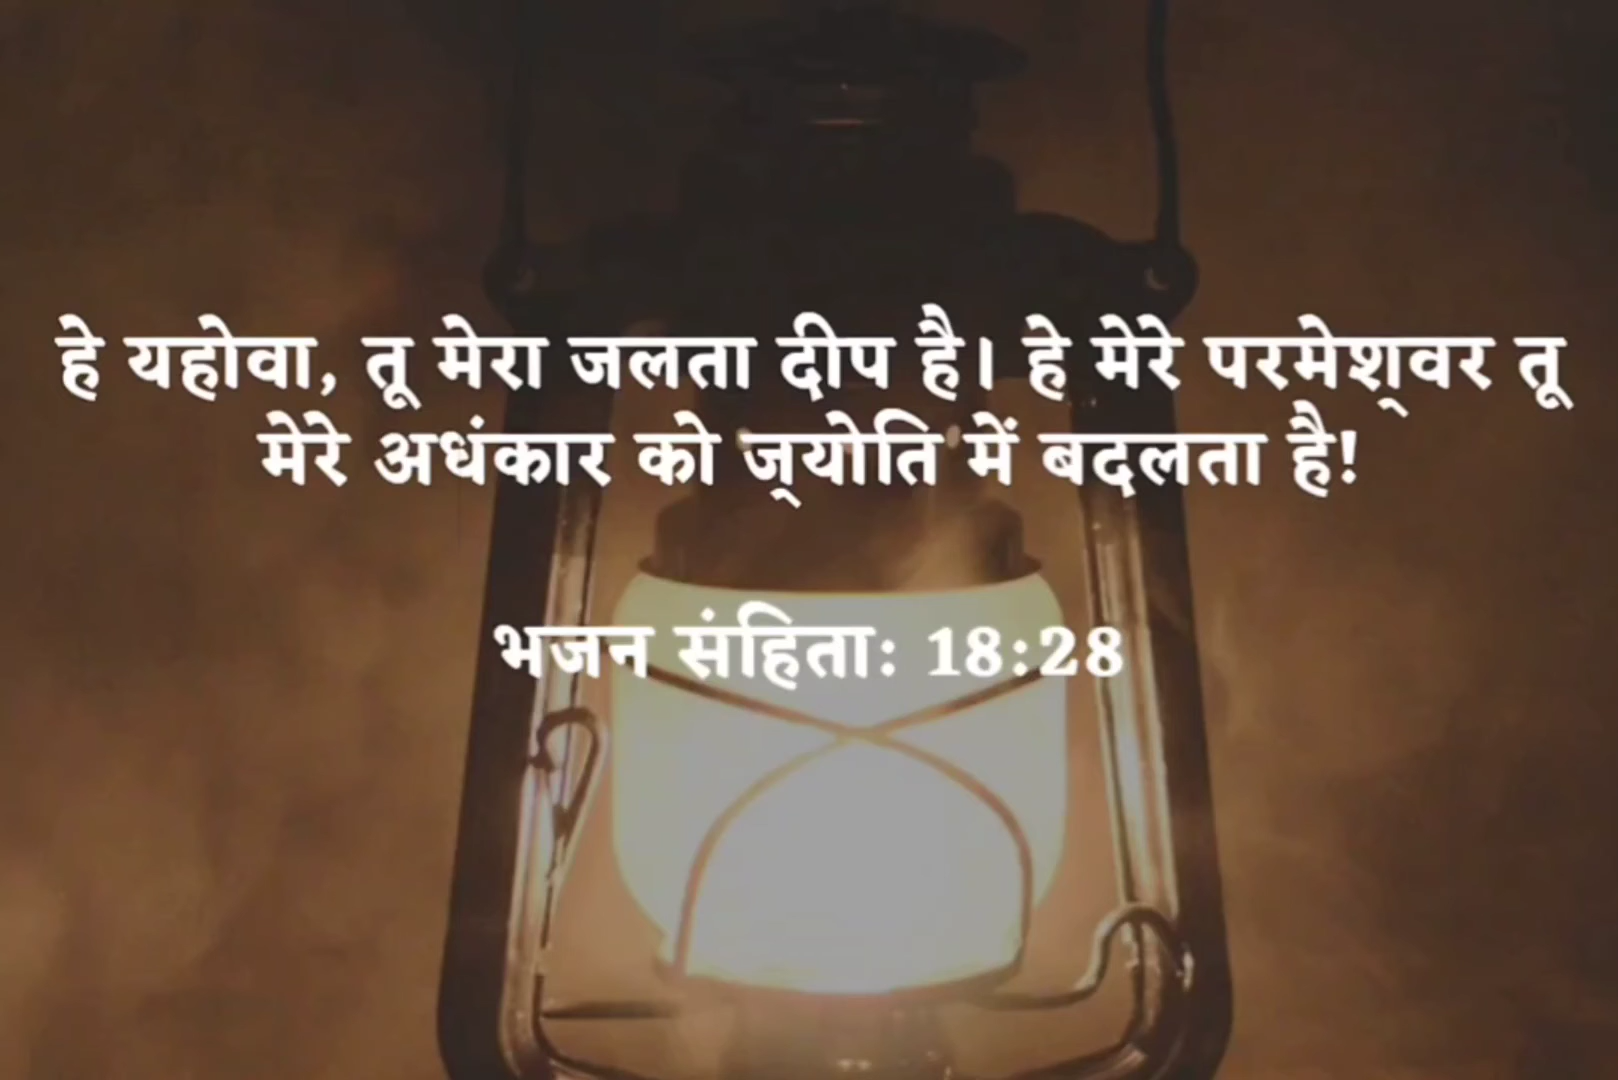 हे यहोवा, तू मेरा जलता दीप है। हे मेरे परमेश्‌वर तू
मेरे अधंकार को ज्‌योति में बदलता है!
भजन संहिताः 18:28